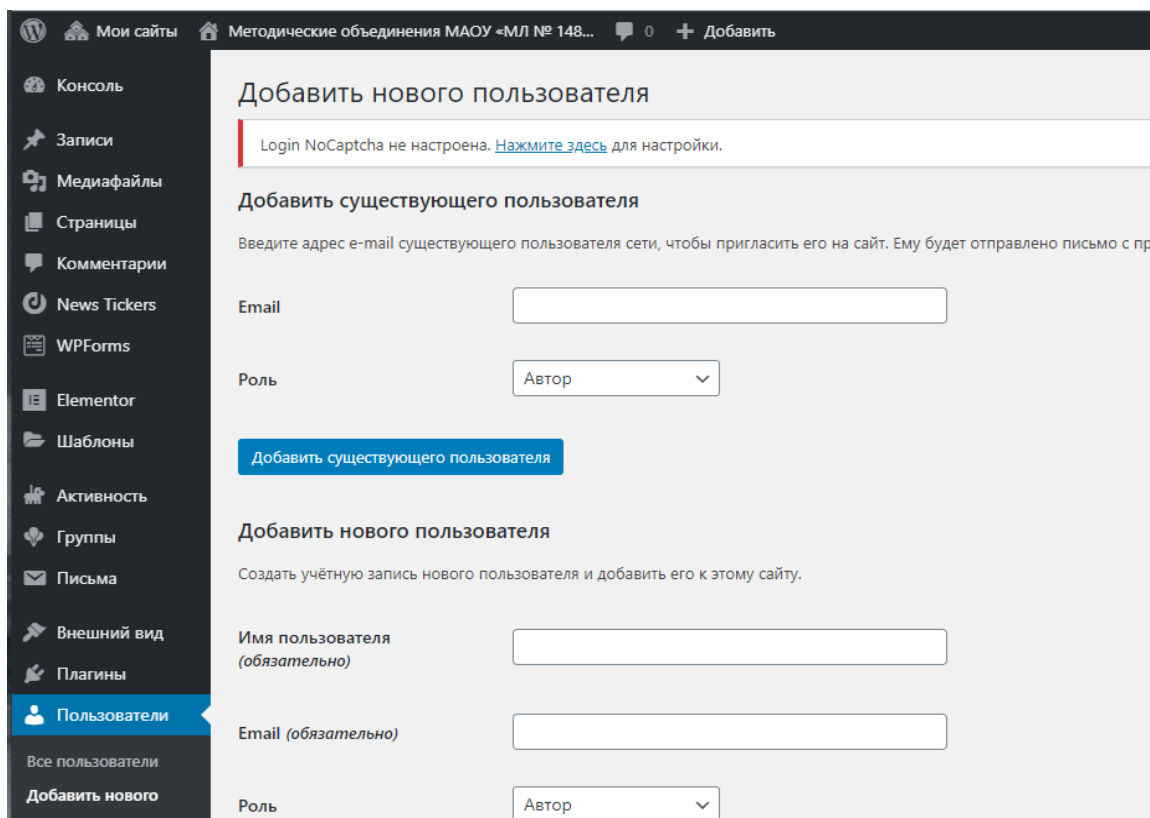 Мои сайты Методические объединения МАОУ «МЛ № 148... 0 Добавить
Консоль
Записи
Медиафайлы
Страницы
Комментарии
News Tickers
WPForms
Elementor
Шаблоны
Активность
Группы
Письма
Внешний вид
Плагины
Пользователи
Все пользователи
Добавить нового
Добавить нового пользователя
Login NoCaptcha не настроена. Нажмите здесь для настройки.
Добавить существующего пользователя
Введите адрес e-mail существующего пользователя сети, чтобы пригласить его на сайт. Ему будет отправлено письмо с пр
Email
Роль Автор
Добавить существующего пользователя
Добавить нового пользователя
Создать учётную запись нового пользователя и добавить его к этому сайту.
Имя пользователя
(обязательно)
Email (обязательно)
Роль Автор